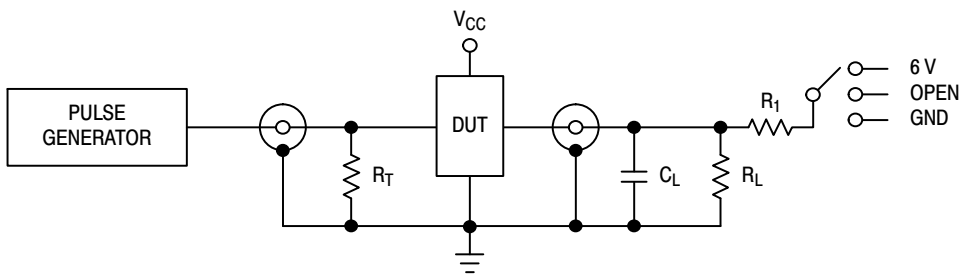 VCC
PULSE
GENERATOR
DUT
RT
CL
RL
R1
6 V
OPEN
GND